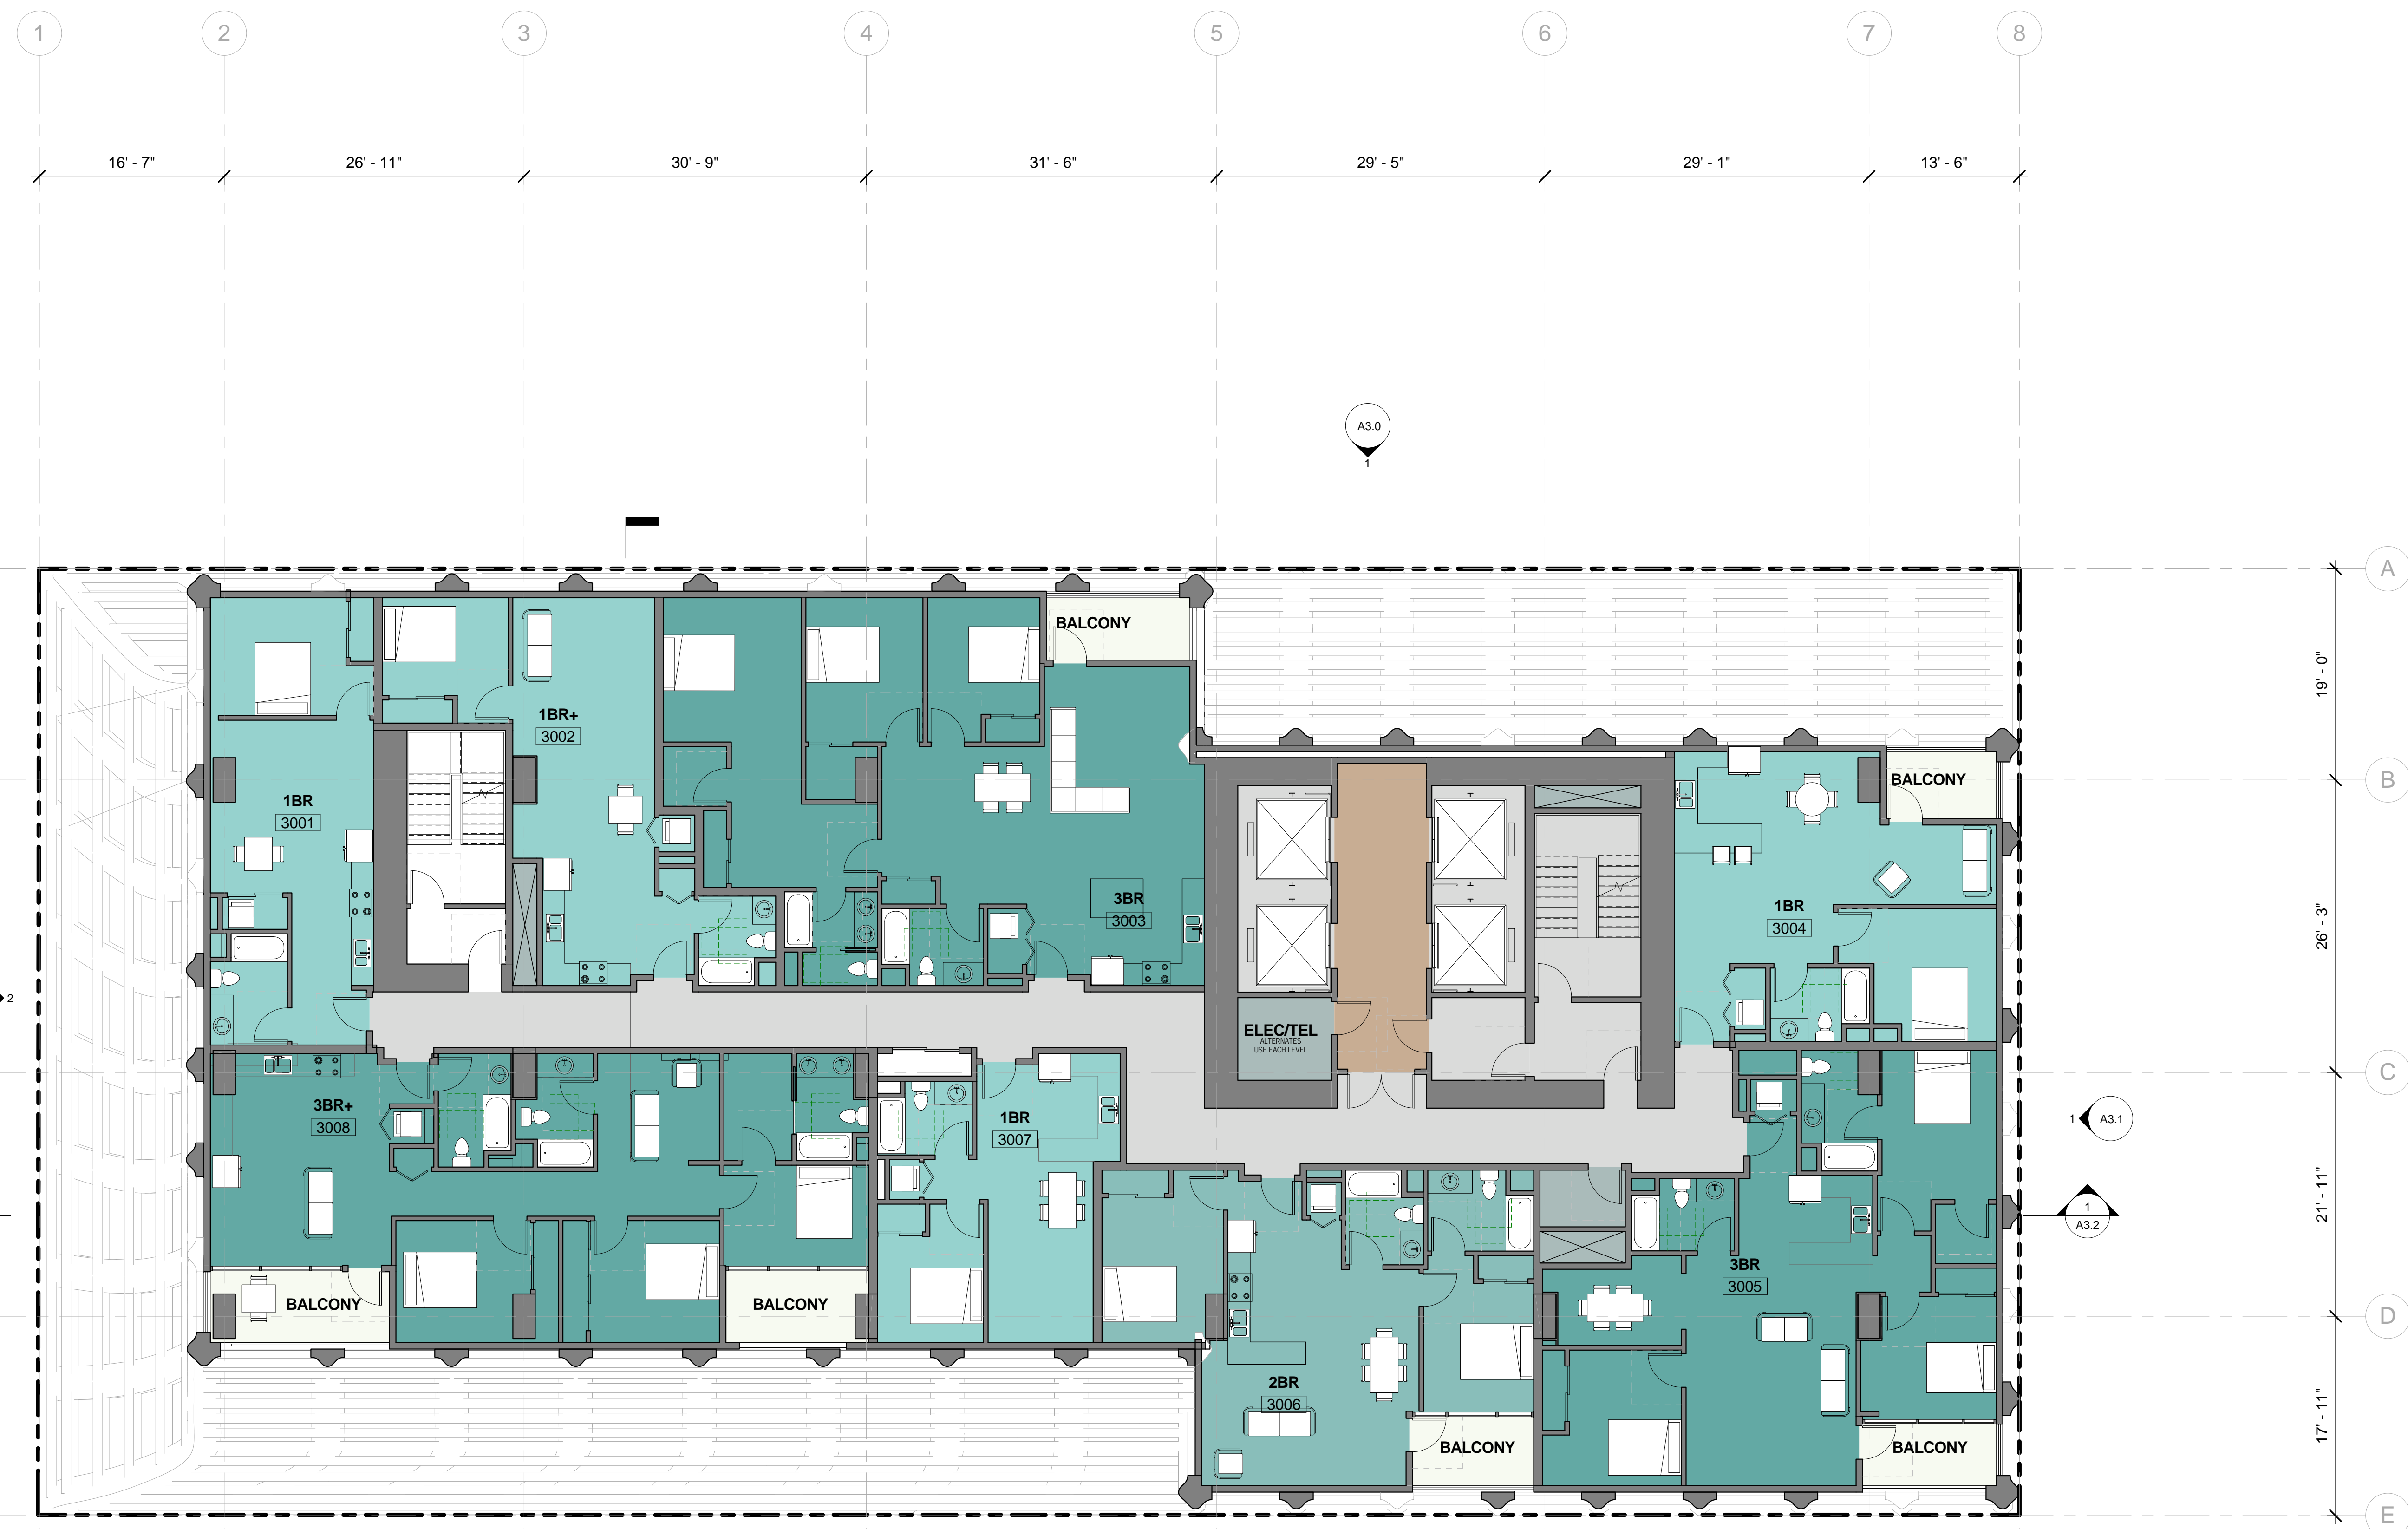 1 2 3 4 5 6 7 8
16' - 7" 26' - 11" 30' - 9" 31' - 6" 29' - 5" 29' - 1" 13' - 6"
A3.0
1
A
BALCONY
19' - 0"
1BR+
3002
BALCONY
B
1BR
3001
3BR
3003
1BR
3004
26' - 3"
2
ELEC/TEL
ALTERNATES
USE EACH LEVEL
C
3BR+
3008
1BR
3007
1
A3.1
21' - 11"
1
A3.2
3BR
3005
BALCONY
BALCONY
D
2BR
3006
17' - 11"
BALCONY
BALCONY
E